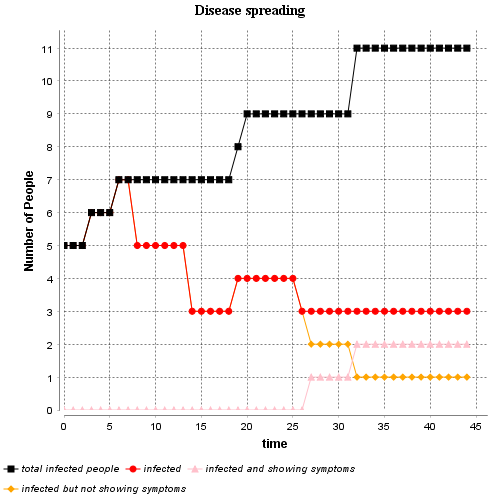 Disease spreading
Number of People
11
10
9
8
7
6
5
4
3
2
1
0
0 5 10 15 20 25 30 35 40 45
time
total infected people infected infected and showing symptoms
infected but not showing symptoms